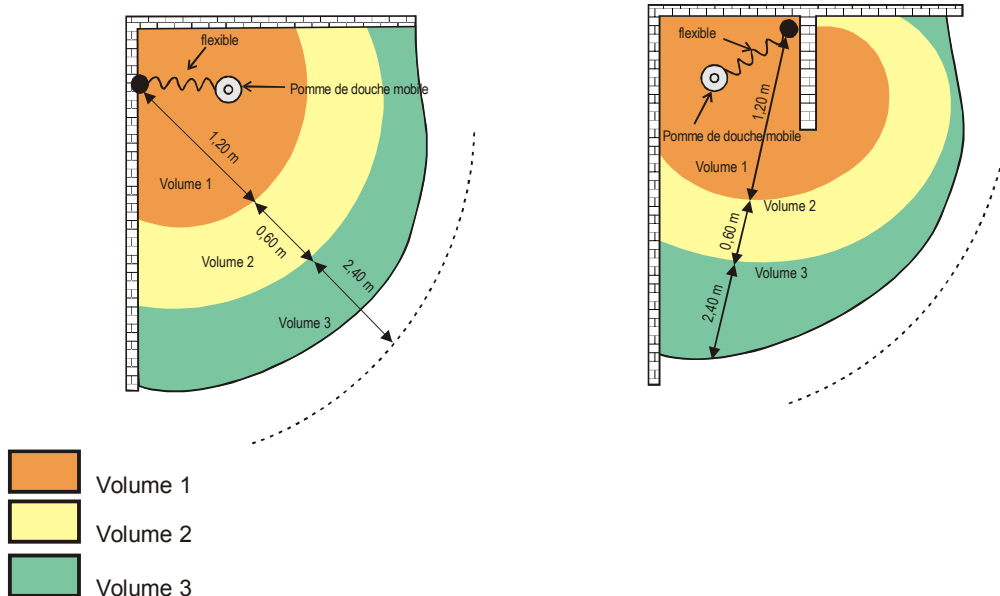 flexible
Pomme de douche mobile
1,20 m
Volume 1
0,60 m
Volume 2
2,40 m
Volume 3
flexible
Pomme de douche mobile
1,20 m
Volume 1
Volume 2
0,60 m
Volume 3
2,40 m
Volume 1
Volume 2
Volume 3